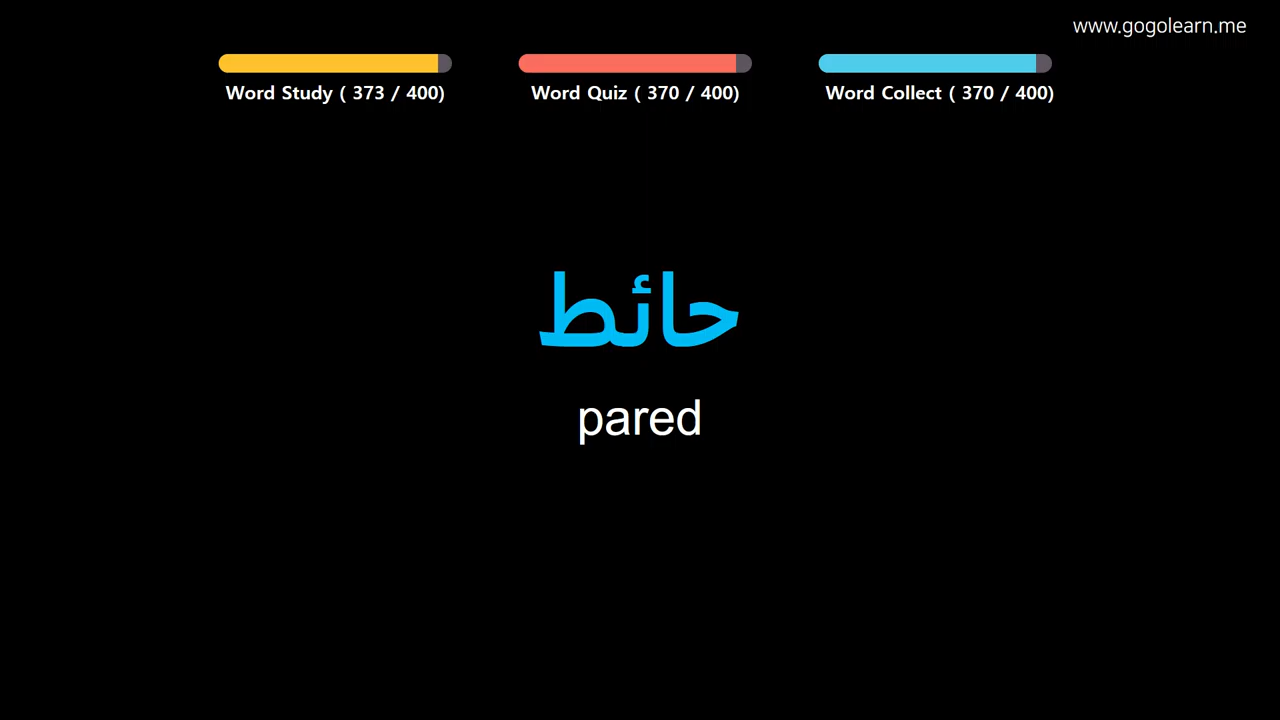 www.gogolearn.me
Word Study ( 373 / 400)
Word Quiz ( 370 / 400)
Word Collect ( 370 / 400)
حائط
pared